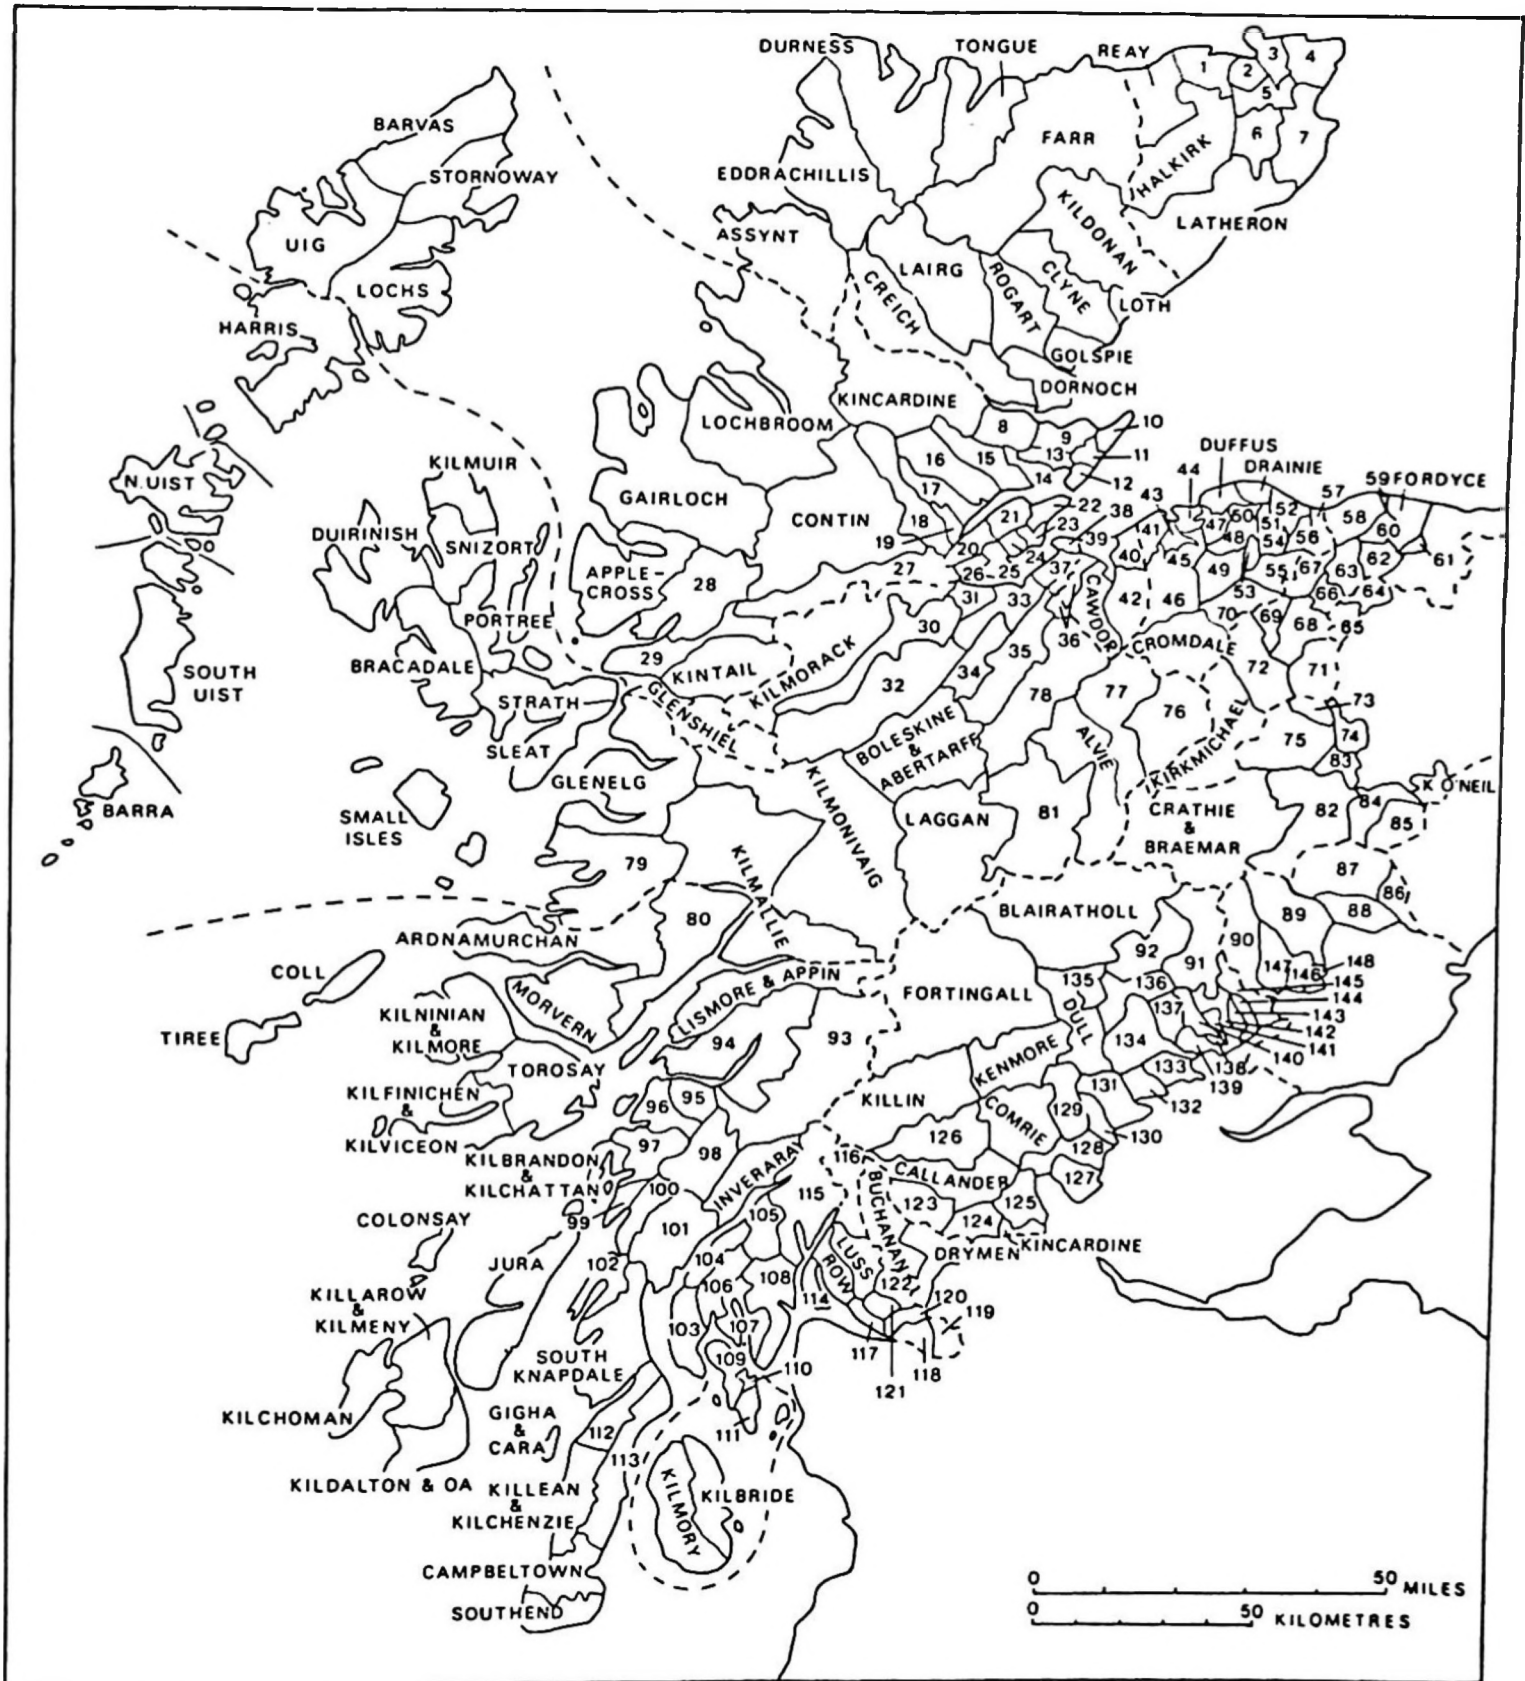 DURNESS
TONGUE
REAY
1
2
3
4
5
6
7
BARVAS
FARR
HALKIRK
STORNOWAY
EDDRACHILLIS
KILDONAN
LATHERON
UIG
ASSYNT
LAIRG
ROGART
CLYNE
LOTH
LOCHS
CREICH
HARRIS
GOLSPIE
DORNOCH
KINCARDINE
LOCHBROOM
8
9
10
11
12
13
14
15
16
17
18
19
20
21
22
23
24
25
26
27
DUFFUS
DRAINIE
44
43
59
FORDYCE
57
KILMUIR
N.UIST
GAIRLOCH
CONTIN
38
39
41
47
50
52
51
48
54
56
58
60
61
DUIRINISH
SNIZORT
APPLE-
CROSS
28
37
40
45
49
55
67
63
62
31
33
CAWDOR
42
46
53
66
64
PORTREE
30
36
70
69
68
65
SOUTH
UIST
BRACADALE
29
KINTAIL
KILMORACK
32
34
35
CROMDALE
72
71
STRATH
GLENSHIEL
78
77
76
73
SLEAT
BOLESKINE
&
ABERTARFF
ALVIE
KIRKMICHAEL
75
74
83
GLENELG
KILMONIVAIG
K O'NEIL
BARRA
SMALL
ISLES
LAGGAN
81
CRATHIE
&
BRAEMAR
82
84
85
79
KILMALLIE
87
86
80
BLAIRATHOLL
89
88
ARDNAMURCHAN
92
91
90
COLL
MORVERN
LISMORE & APPIN
FORTINGALL
135
136
147
146
148
145
144
143
142
141
140
KILNINIAN
&
KILMORE
TIREE
94
93
DULL
137
134
TOROSAY
KENMORE
133
138
139
KILFINICHEN
&
KILVICEON
96
95
KILLIN
131
132
129
COMRIE
130
126
128
97
98
INVERARAY
116
CALLANDER
127
KILBRANDON
&
KILCHATTAN
100
115
BUCHANAN
123
125
COLONSAY
99
101
105
124
DRYMEN
KINCARDINE
JURA
102
104
LUSS
ROW
106
108
122
KILLAROW
&
KILMENY
114
120
119
103
107
117
118
121
SOUTH
KNAPDALE
109
110
KILCHOMAN
GIGHA
&
CARA
112
111
113
KILDALTON & OA
KILLEAN
&
KILCHENZIE
KILMORY
KILBRIDE
CAMPBELTOWN
SOUTHEND
0 50 MILES
0 50 KILOMETRES